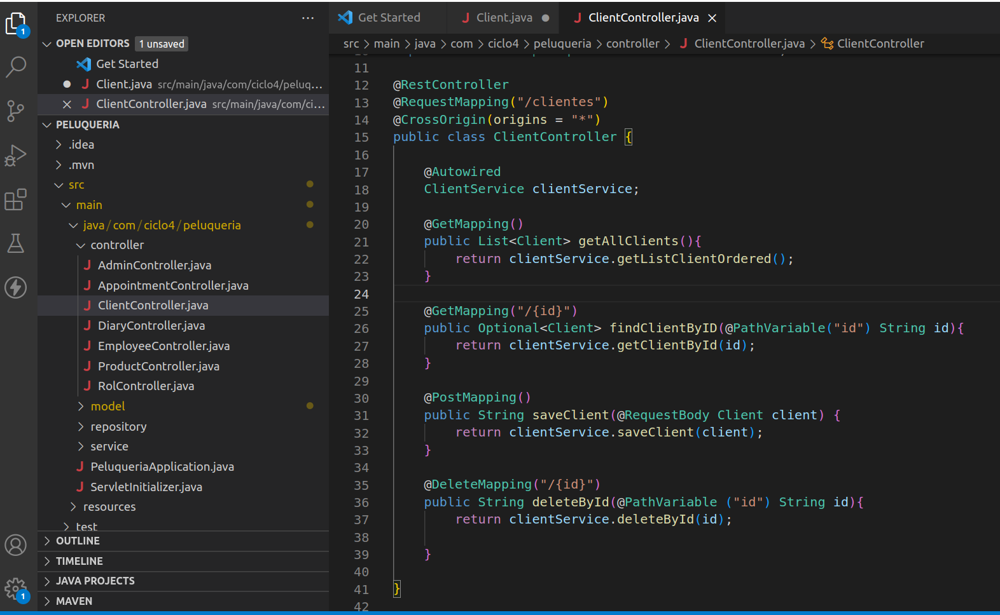 EXPLORER
OPEN EDITORS 1 unsaved
Get Started
Client.java src/main/java/com/ciclo4/peluq...
ClientController.java src/main/java/com/ci...
PELUQUERIA
.idea
.mvn
src
main
java/com/ciclo4/peluqueria
controller
AdminController.java
AppointmentController.java
ClientController.java
DiaryController.java
EmployeeController.java
ProductController.java
RolController.java
model
repository
service
PeluqueriaApplication.java
ServletInitializer.java
resources
test
OUTLINE
TIMELINE
JAVA PROJECTS
MAVEN
1
1
Get Started
Client.java
ClientController.java
src > main > java > com > ciclo4 > peluqueria > controller > ClientController.java > ClientController
11
12 @RestController
13 @RequestMapping("/clientes")
14 @CrossOrigin(origins = "*")
15 public class ClientController {
16
17 @Autowired
18 ClientService clientService;
19
20 @GetMapping()
21 public List<Client> getAllClients(){
22 return clientService.getListClientOrdered();
23 }
24
25 @GetMapping("/{id}")
26 public Optional<Client> findClientByID(@PathVariable("id") String id){
27 return clientService.getClientById(id);
28 }
29
30 @PostMapping()
31 public String saveClient(@RequestBody Client client) {
32 return clientService.saveClient(client);
33 }
34
35 @DeleteMapping("/{id}")
36 public String deleteById(@PathVariable ("id") String id){
37 return clientService.deleteById(id);
38
39 }
40
41 }
42